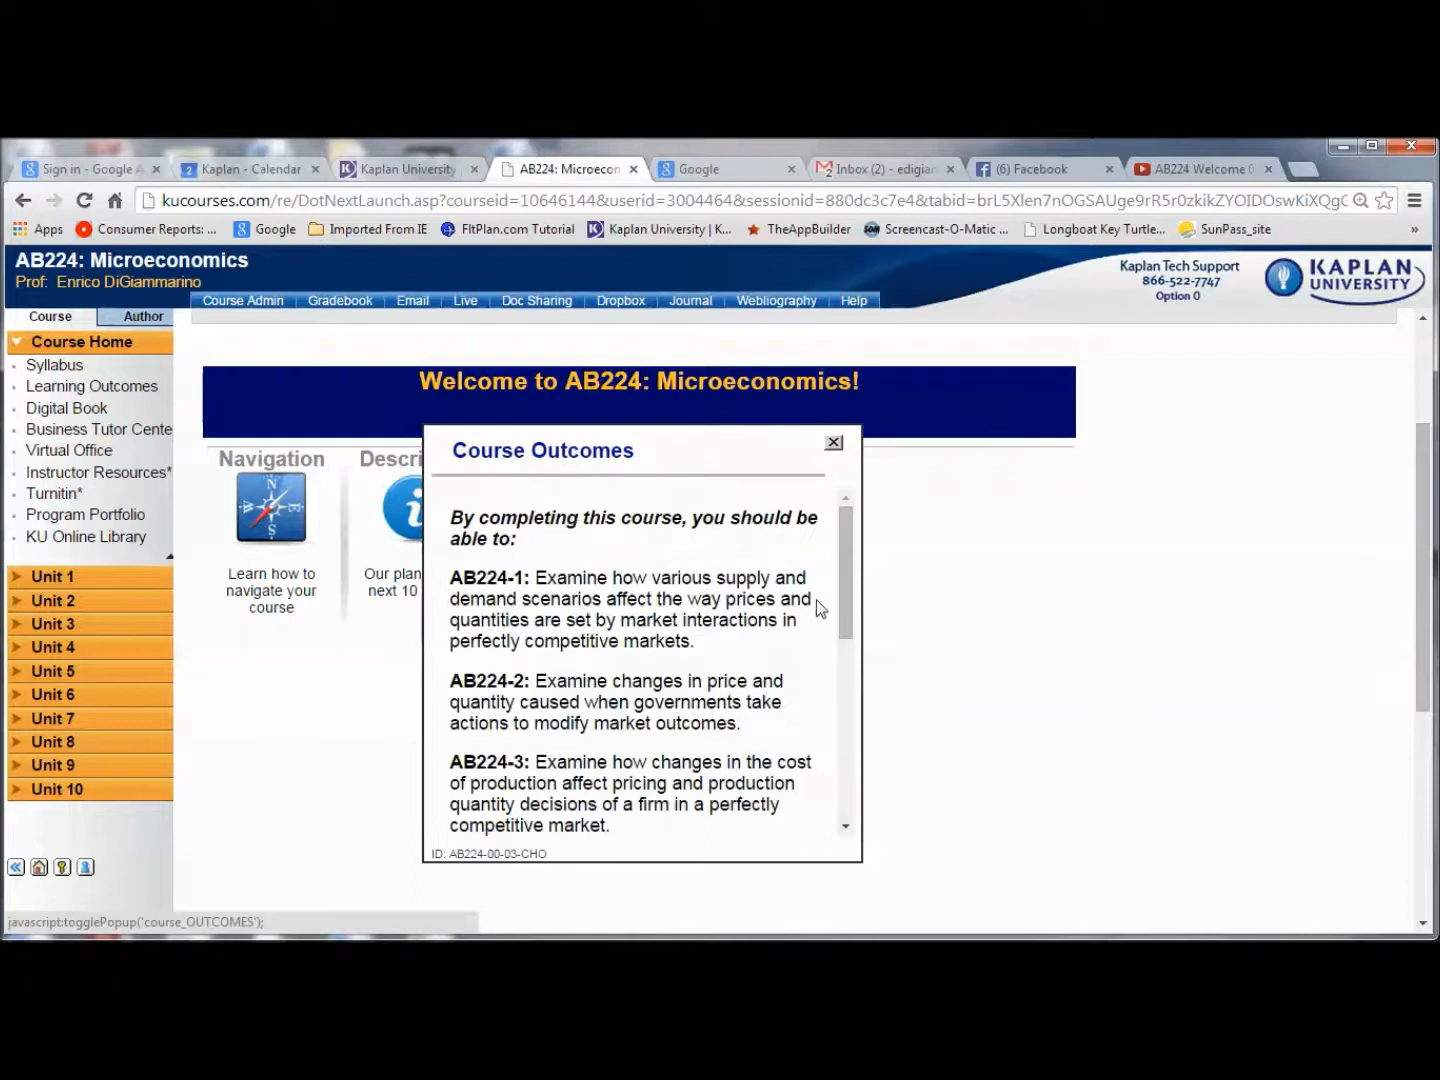 Sign in - Google A
Kaplan - Calendar
Kaplan University
AB224: Microecon
Google
Inbox (2) - edigian
(6) Facebook
AB224 Welcome
kucourses.com/re/DotNextLaunch.asp?courseid=10646144&userid=3004464&sessionid=880dc3c7e4&tabid=brL5Xlen7nOGSAUge9rR5r0zkikZYOIDOswKiXQgG
Apps
Consumer Reports: ...
Google
Imported From IE
FltPlan.com Tutorial
Kaplan University | K...
TheAppBuilder
Screencast-O-Matic ...
Longboat Key Turtle...
SunPass_site
»
AB224: Microeconomics
Prof: Enrico DiGiammarino
Kaplan Tech Support
866-522-7747
Option 0
KAPLAN
UNIVERSITY
Course Admin
Gradebook
Email
Live
Doc Sharing
Dropbox
Journal
Webliography
Help
Course
Author
Course Home
Syllabus
Learning Outcomes
Digital Book
Business Tutor Cente
Virtual Office
Instructor Resources*
Turnitin*
Program Portfolio
KU Online Library
Unit 1
Unit 2
Unit 3
Unit 4
Unit 5
Unit 6
Unit 7
Unit 8
Unit 9
Unit 10
Welcome to AB224: Microeconomics!
Navigation
N
W E
S
Learn how to
navigate your
course
Descri
i
Our plan
next 10
Course Outcomes
By completing this course, you should be
able to:
AB224-1: Examine how various supply and
demand scenarios affect the way prices and
quantities are set by market interactions in
perfectly competitive markets.
AB224-2: Examine changes in price and
quantity caused when governments take
actions to modify market outcomes.
AB224-3: Examine how changes in the cost
of production affect pricing and production
quantity decisions of a firm in a perfectly
competitive market.
ID: AB224-00-03-CHO
javascript:togglePopup('course_OUTCOMES');